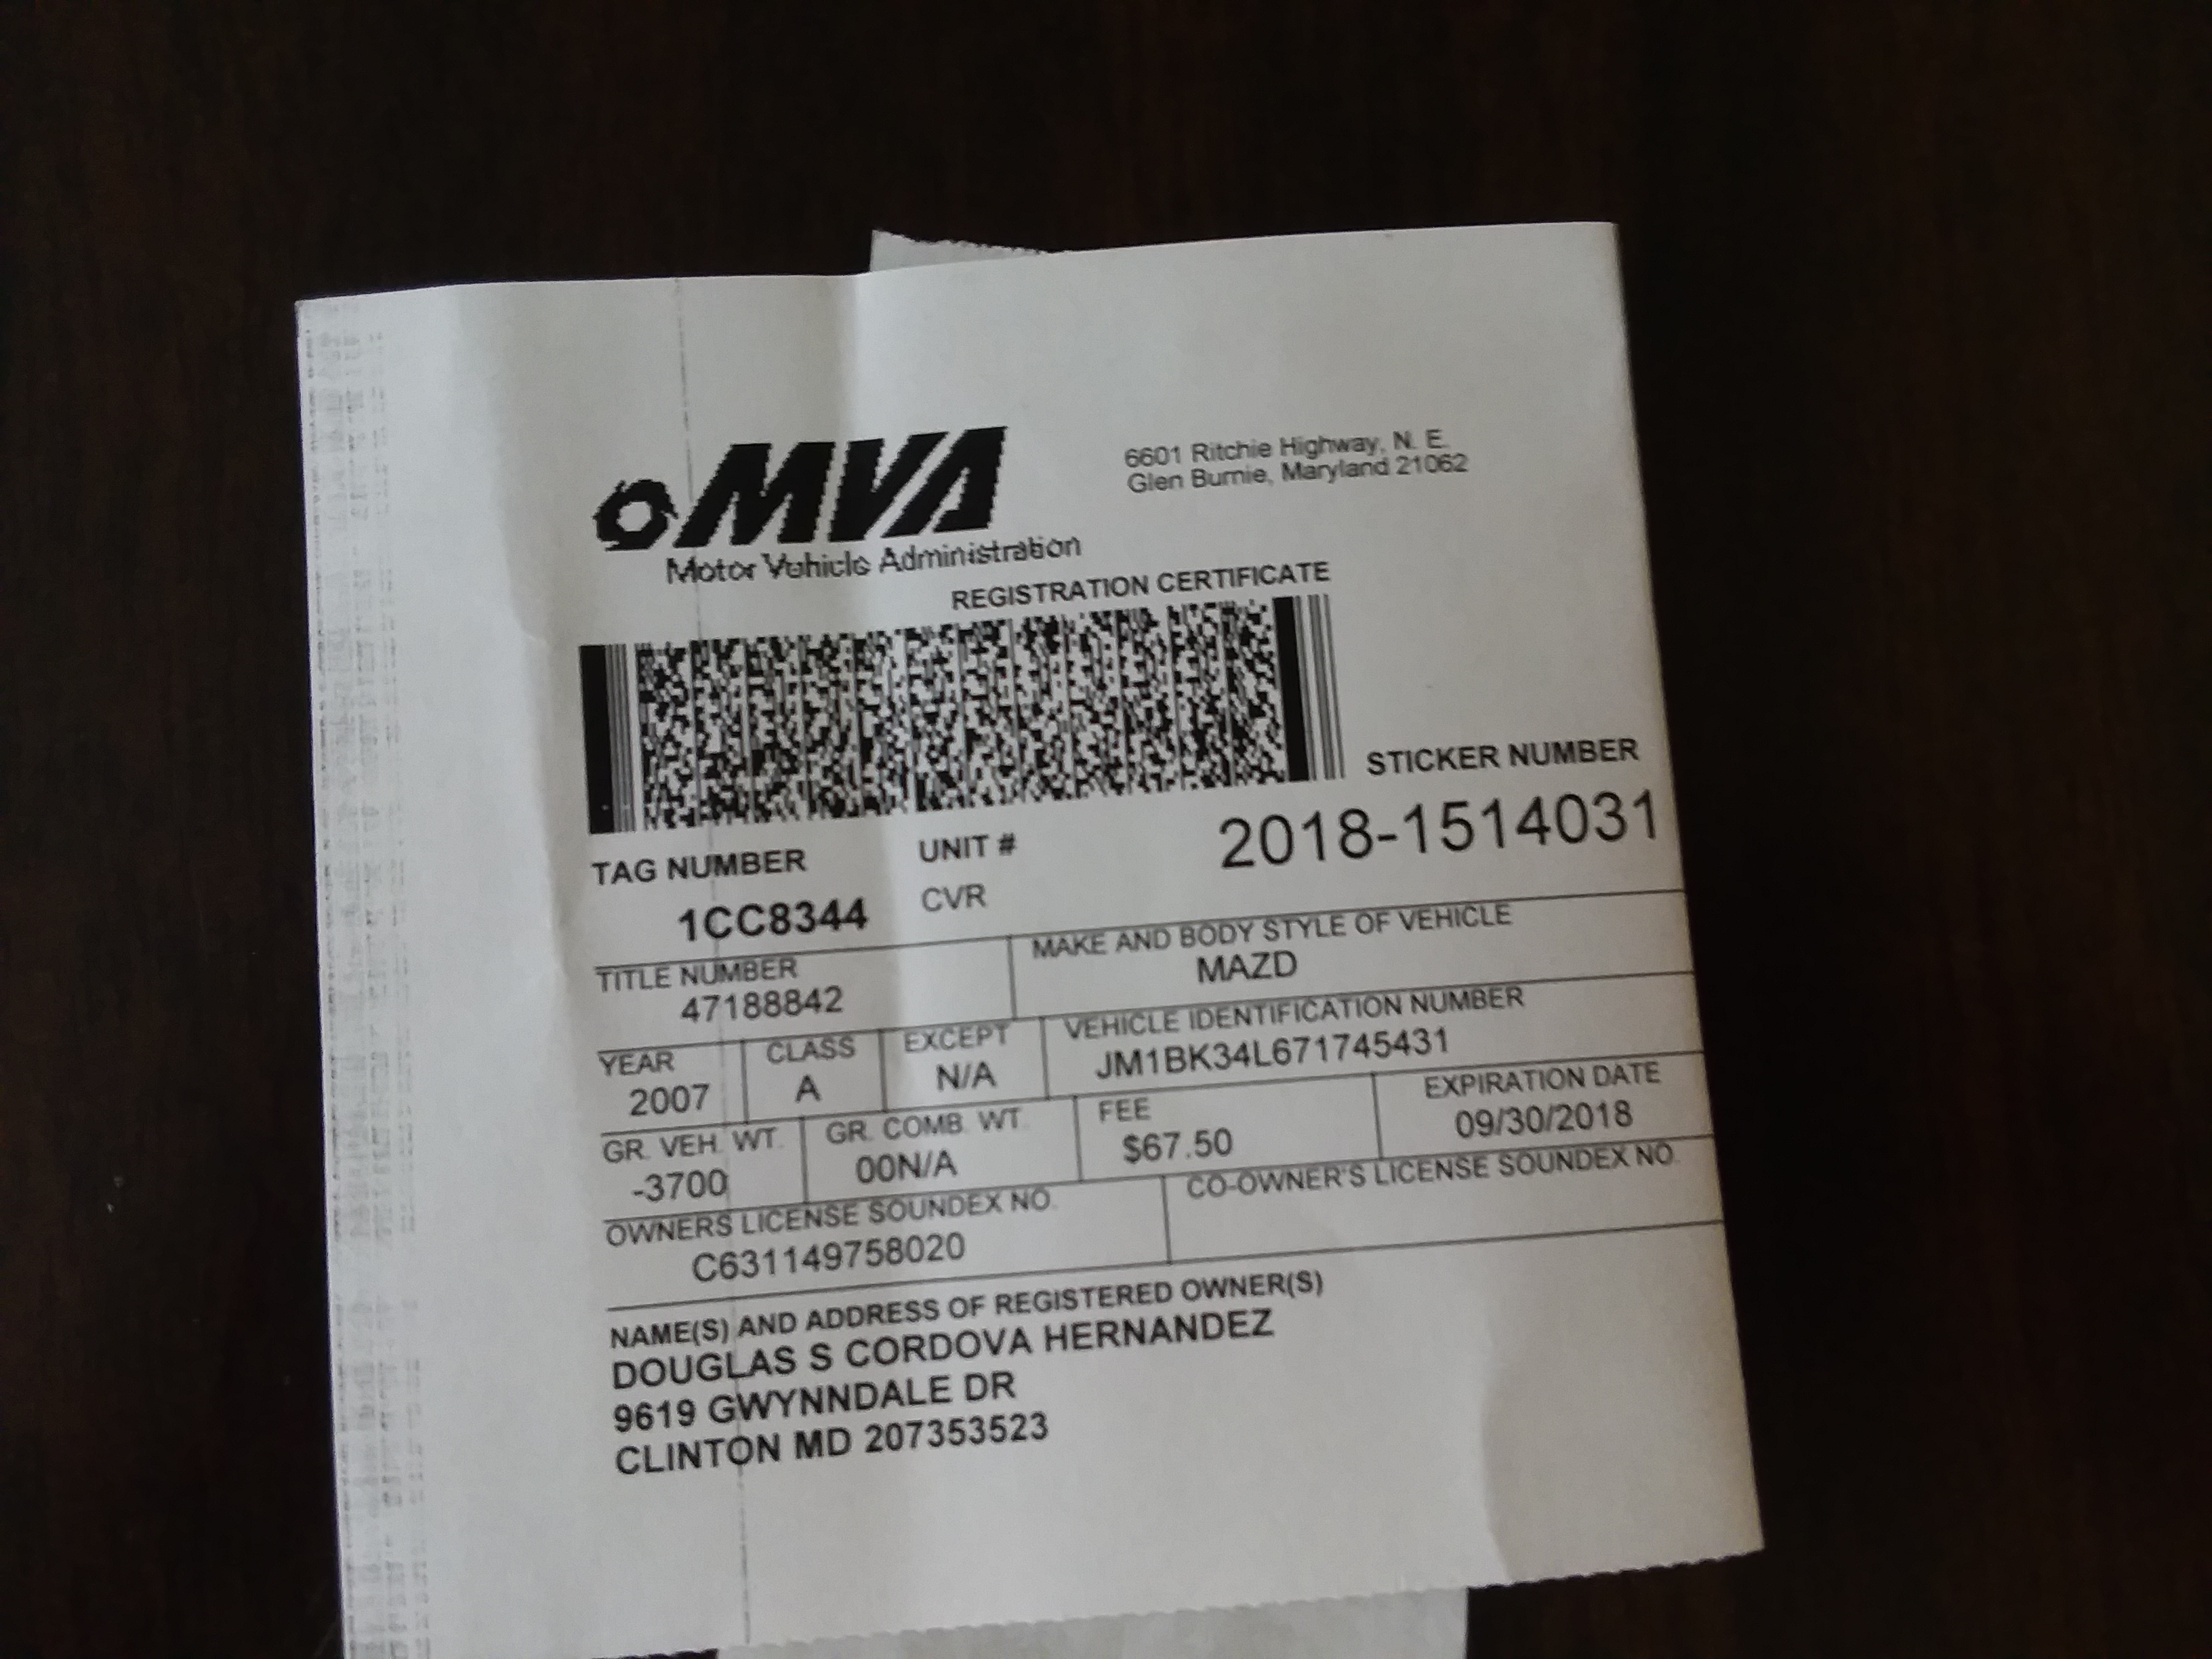 MVA
Motor Vehicle Administration
6601 Ritchie Highway, N. E.
Glen Burnie, Maryland 21062
REGISTRATION CERTIFICATE
TAG NUMBER UNIT # STICKER NUMBER
1CC8344 CVR 2018-1514031
TITLE NUMBER MAKE AND BODY STYLE OF VEHICLE
47188842 MAZD
YEAR CLASS EXCEPT VEHICLE IDENTIFICATION NUMBER
2007 A N/A JM1BK34L671745431
GR. VEH. WT. GR. COMB. WT. FEE EXPIRATION DATE
-3700 00N/A $67.50 09/30/2018
OWNERS LICENSE SOUNDEX NO. CO-OWNER'S LICENSE SOUNDEX NO.
C631149758020
NAME(S) AND ADDRESS OF REGISTERED OWNER(S)
DOUGLAS S CORDOVA HERNANDEZ
9619 GWYNNDALE DR
CLINTON MD 207353523